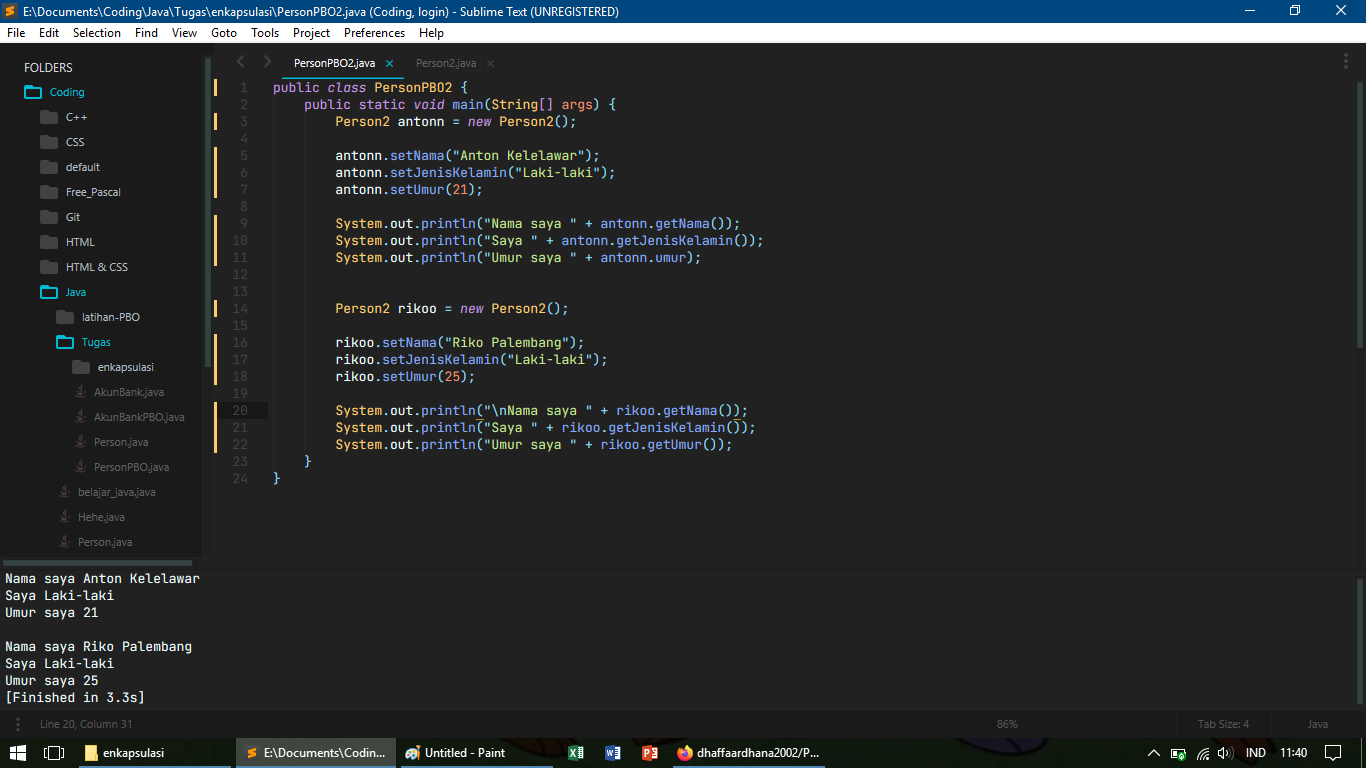 E:\Documents\Coding\Java\Tugas\enkapsulasi\PersonPBO2.java (Coding, login) - Sublime Text (UNREGISTERED)
File Edit Selection Find View Goto Tools Project Preferences Help
FOLDERS
Coding
C++
CSS
default
Free_Pascal
Git
HTML
HTML & CSS
Java
latihan-PBO
Tugas
enkapsulasi
AkunBank.java
AkunBankPBO.java
Person.java
PersonPBO.java
belajar_java.java
Hehe.java
Person.java
PersonPBO2.java Person2.java
1 public class PersonPBO2 {
2     public static void main(String[] args) {
3         Person2 antonn = new Person2();
4
5         antonn.setNama("Anton Kelelawar");
6         antonn.setJenisKelamin("Laki-laki");
7         antonn.setUmur(21);
8
9         System.out.println("Nama saya " + antonn.getNama());
10         System.out.println("Saya " + antonn.getJenisKelamin());
11         System.out.println("Umur saya " + antonn.umur);
12
13
14         Person2 rikoo = new Person2();
15
16         rikoo.setNama("Riko Palembang");
17         rikoo.setJenisKelamin("Laki-laki");
18         rikoo.setUmur(25);
19
20         System.out.println("\nNama saya " + rikoo.getNama());
21         System.out.println("Saya " + rikoo.getJenisKelamin());
22         System.out.println("Umur saya " + rikoo.getUmur());
23     }
24 }
Nama saya Anton Kelelawar
Saya Laki-laki
Umur saya 21

Nama saya Riko Palembang
Saya Laki-laki
Umur saya 25
[Finished in 3.3s]
Line 20, Column 31 86% Tab Size: 4 Java
enkapsulasi E:\Documents\Codin... Untitled - Paint dhaffaardhana2002/P... IND 11:40